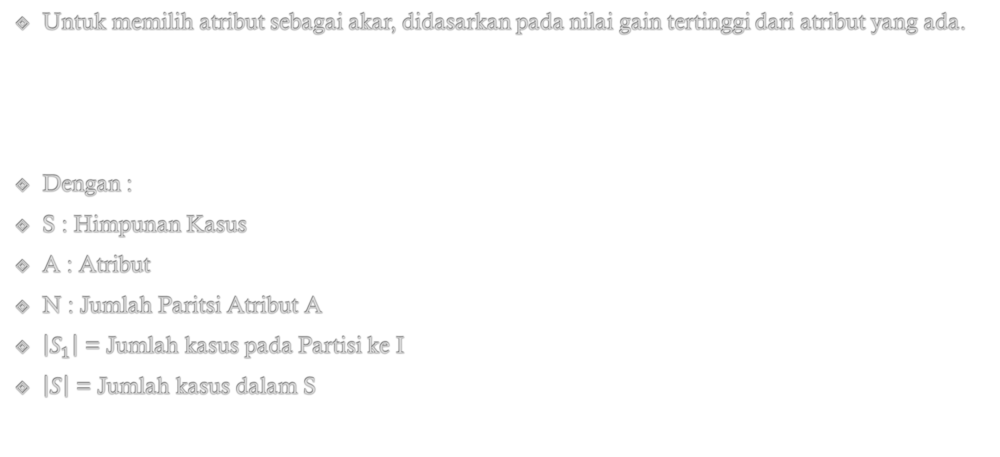 ❖ Untuk memilih atribut sebagai akar, didasarkan pada nilai gain tertinggi dari atribut yang ada.
❖ Dengan :
❖ S : Himpunan Kasus
❖ A : Atribut
❖ N : Jumlah Paritsi Atribut A
❖ |S₁| = Jumlah kasus pada Partisi ke I
❖ |S| = Jumlah kasus dalam S